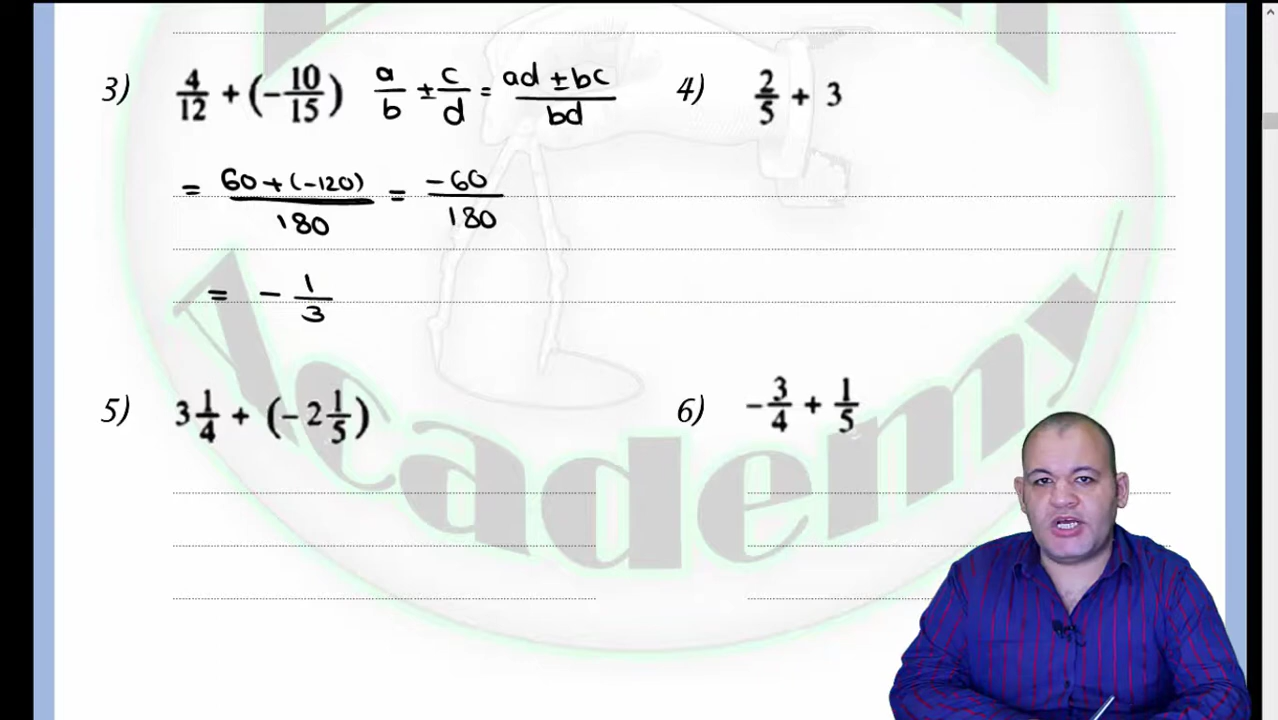 3) 4/12 + (-10/15) a/b ± c/d = ad ± bc/bd
= 60+(-120)/180 = -60/180
= - 1/3
4) 2/5 + 3
5) 3 1/4 + (-2 1/5)
6) -3/4 + 1/5
Academy